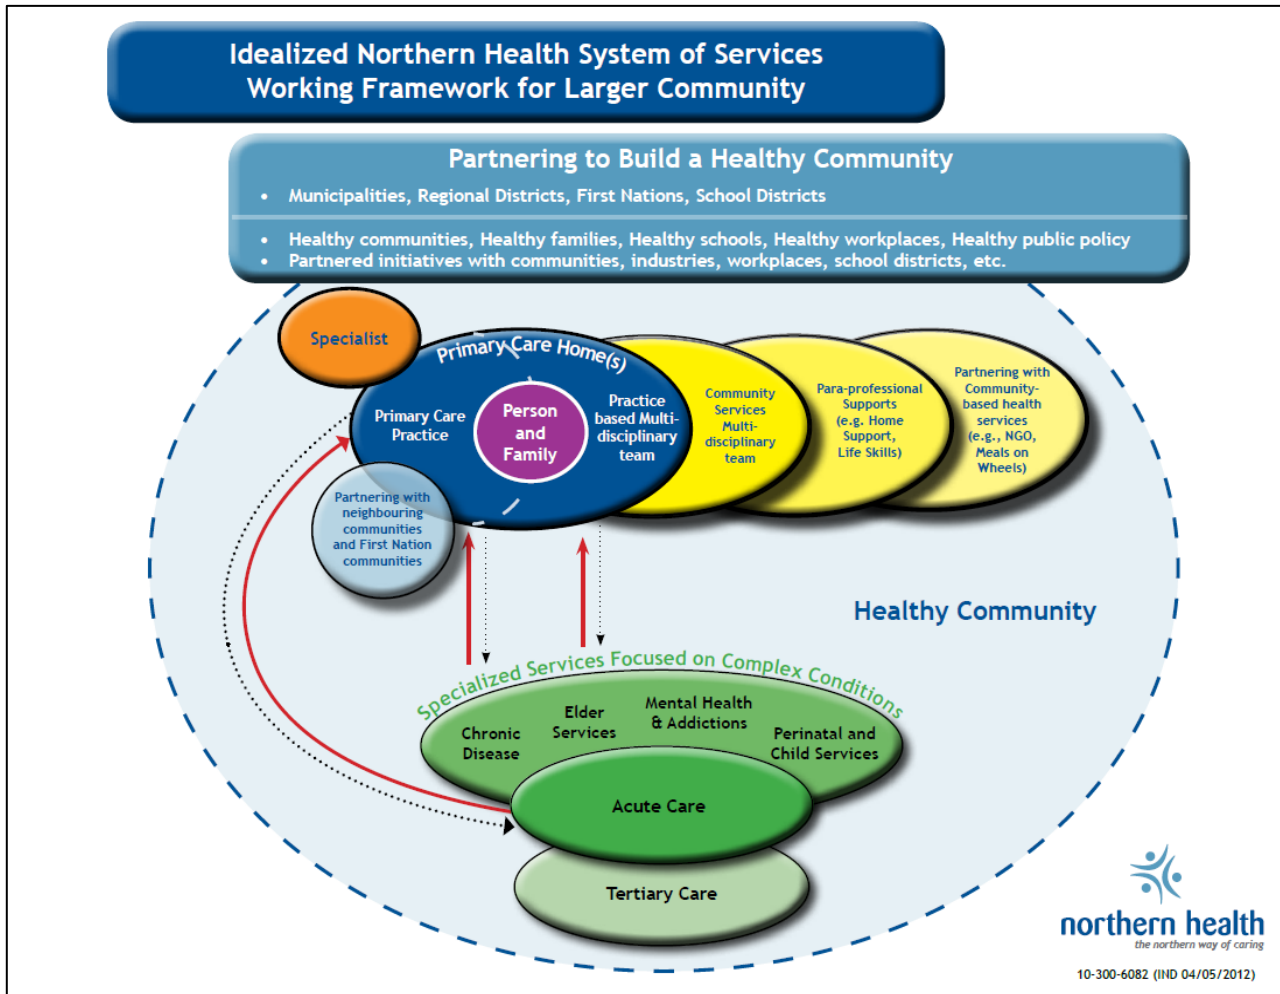 Idealized Northern Health System of Services
Working Framework for Larger Community
Partnering to Build a Healthy Community
• Municipalities, Regional Districts, First Nations, School Districts
• Healthy communities, Healthy families, Healthy schools, Healthy workplaces, Healthy public policy
• Partnered initiatives with communities, industries, workplaces, school districts, etc.
Specialist
Primary Care Home(s)
Primary Care
Practice
Person
and
Family
Practice
based Multi-
disciplinary
team
Community
Services
Multi-
disciplinary
team
Para-professional
Supports
(e.g. Home
Support,
Life Skills)
Partnering with
Community-
based health
services
(e.g., NGO,
Meals on
Wheels)
Partnering with
neighbouring
communities
and First Nation
communities
Healthy Community
Specialized Services Focused on Complex Conditions
Chronic
Disease
Elder
Services
Mental Health
& Addictions
Perinatal and
Child Services
Acute Care
Tertiary Care
northern health
the northern way of caring
10-300-6082 (IND 04/05/2012)